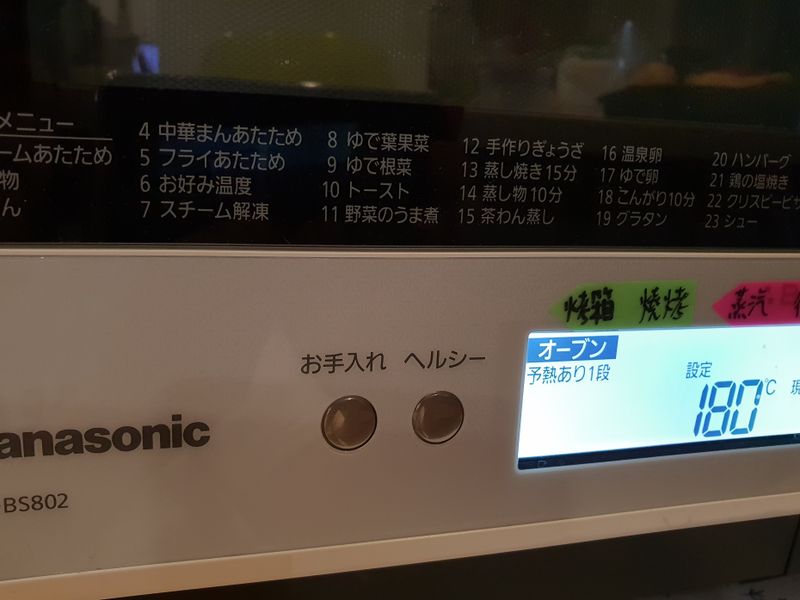 メニュー
ームあたため
物
ん
4 中華まんあたため
5 フライあたため
6 お好み温度
7 スチーム解凍
8 ゆで葉果菜
9 ゆで根菜
10 トースト
11 野菜のうま煮
12 手作りぎょうざ
13 蒸し焼き15分
14 蒸し物10分
15 茶わん蒸し
16 温泉卵
17 ゆで卵
18 こんがり10分
19 グラタン
20 ハンバーグ
21 鶏の塩焼き
22 クリスピーピザ
23 シュー
烤箱 燒烤
蒸汽
お手入れ ヘルシー
オーブン
予熱あり1段
設定
180℃
現
anasonic
BS802